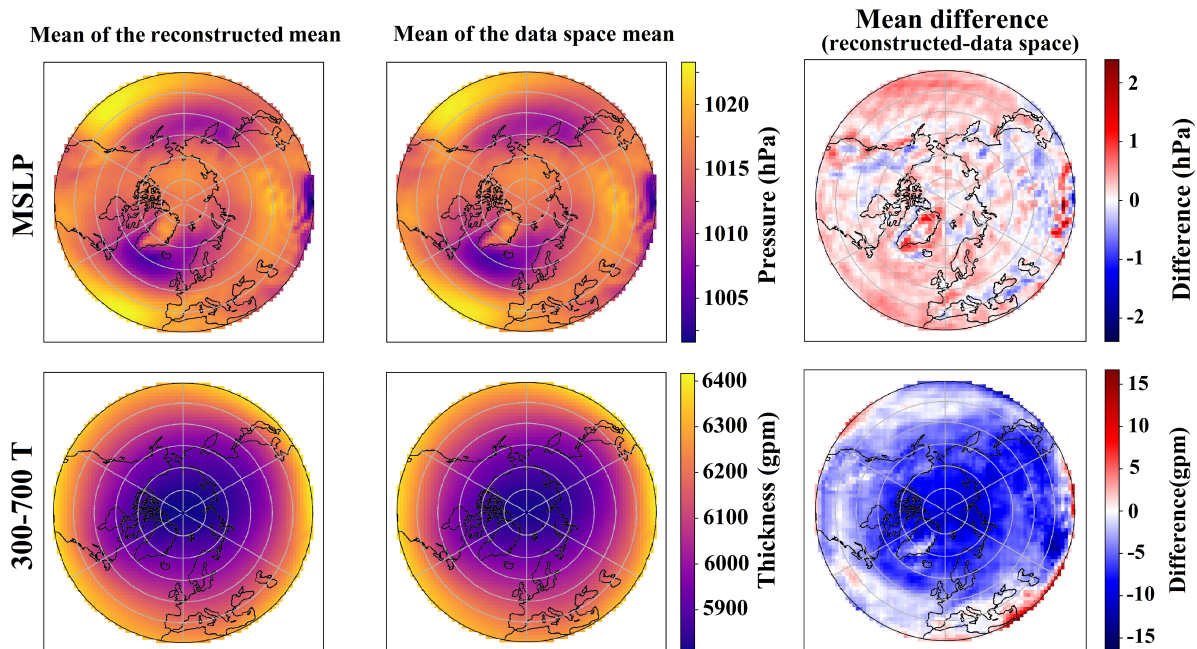 Mean of the reconstructed mean
Mean of the data space mean
Mean difference
(reconstructed-data space)
MSLP
1020
1015
1010
1005
Pressure (hPa)
2
1
0
-1
-2
Difference (hPa)
300-700 T
6400
6300
6200
6100
6000
5900
Thickness (gpm)
15
10
5
0
-5
-10
-15
Difference(gpm)